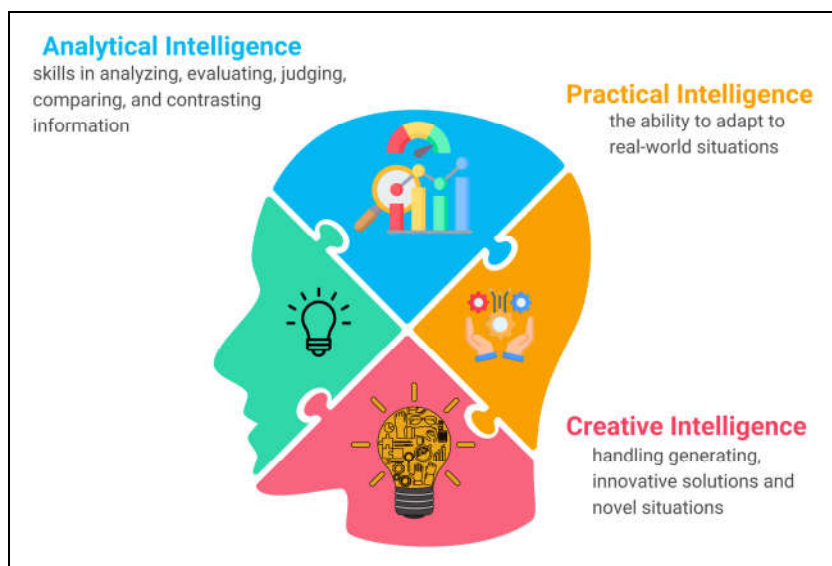 Analytical Intelligence
skills in analyzing, evaluating, judging,
comparing, and contrasting
information
Practical Intelligence
the ability to adapt to
real-world situations
Creative Intelligence
handling generating,
innovative solutions and
novel situations